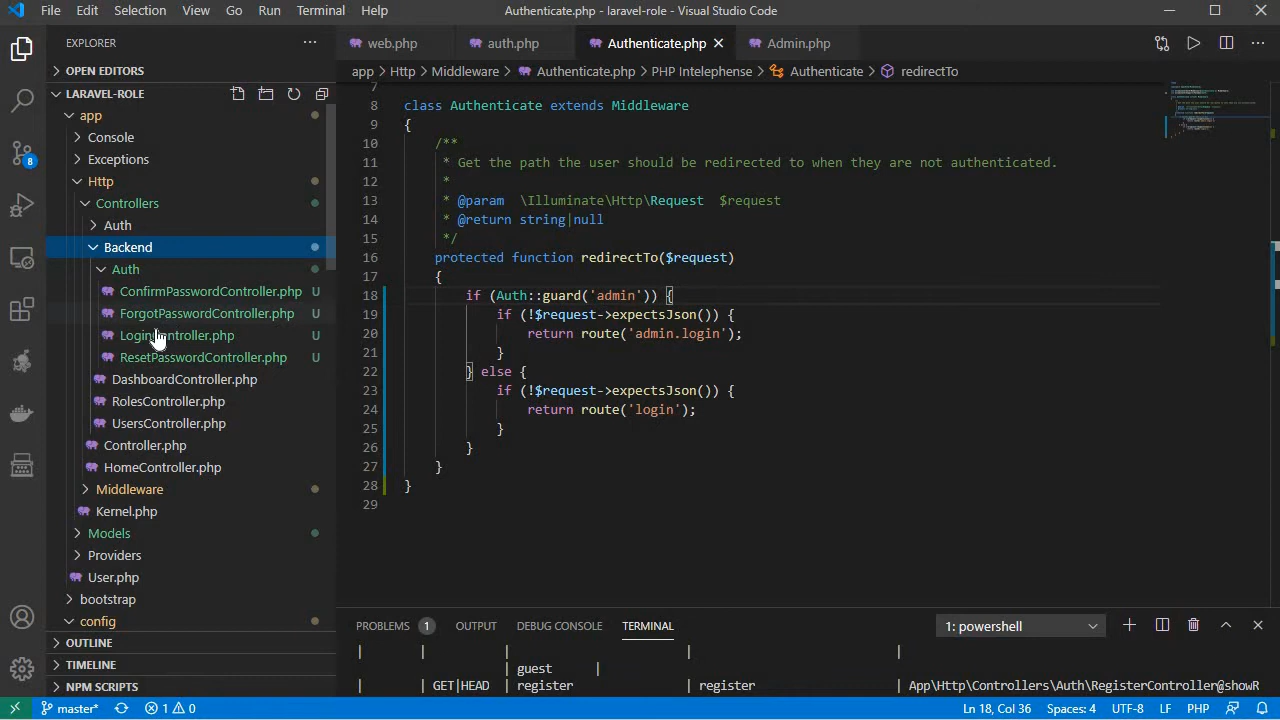 File Edit Selection View Go Run Terminal Help Authenticate.php - laravel-role - Visual Studio Code
EXPLORER
OPEN EDITORS
LARAVEL-ROLE
app
Console
Exceptions
Http
Controllers
Auth
Backend
Auth
ConfirmPasswordController.php U
ForgotPasswordController.php U
LoginController.php U
ResetPasswordController.php U
DashboardController.php
RolesController.php
UsersController.php
Controller.php
HomeController.php
Middleware
Kernel.php
Models
Providers
User.php
bootstrap
config
OUTLINE
TIMELINE
NPM SCRIPTS
8
web.php auth.php Authenticate.php Admin.php
app > Http > Middleware > Authenticate.php > PHP Intelephense > Authenticate > redirectTo
7
8 class Authenticate extends Middleware
9 {
10 /**
11 * Get the path the user should be redirected to when they are not authenticated.
12 *
13 * @param \Illuminate\Http\Request $request
14 * @return string|null
15 */
16 protected function redirectTo($request)
17 {
18 if (Auth::guard('admin')) {
19 if (!$request->expectsJson()) {
20 return route('admin.login');
21 }
22 } else {
23 if (!$request->expectsJson()) {
24 return route('login');
25 }
26 }
27 }
28 }
29
PROBLEMS 1 OUTPUT DEBUG CONSOLE TERMINAL 1: powershell
| | | | |
| guest |
| | GET|HEAD | register | register | App\Http\Controllers\Auth\RegisterController@showR
master* 1 0 Ln 18, Col 36 Spaces: 4 UTF-8 LF PHP